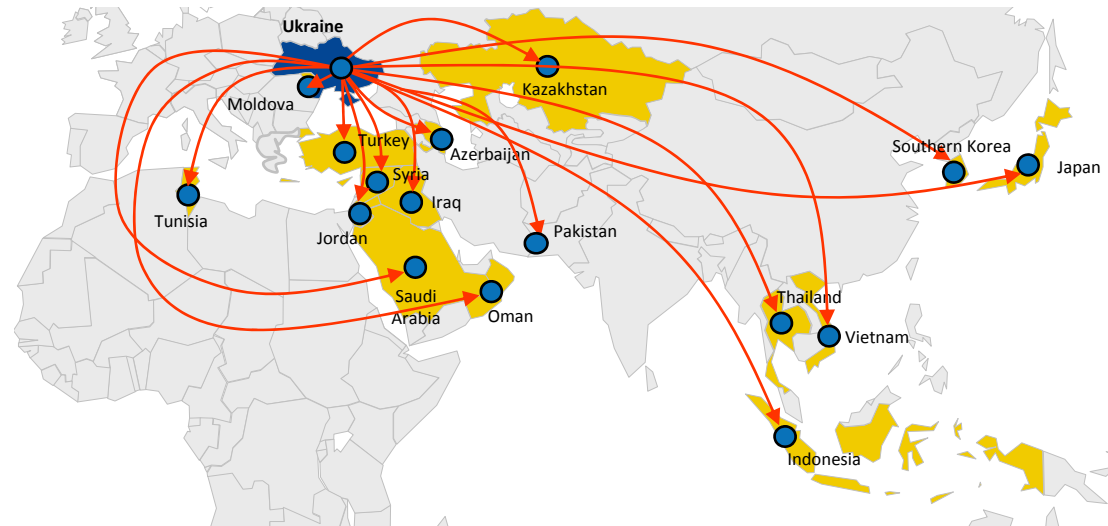 Ukraine
Kazakhstan
Moldova
Turkey
Azerbaijan
Southern Korea
Japan
Syria
Tunisia
Iraq
Jordan
Pakistan
Saudi
Arabia
Oman
Thailand
Vietnam
Indonesia